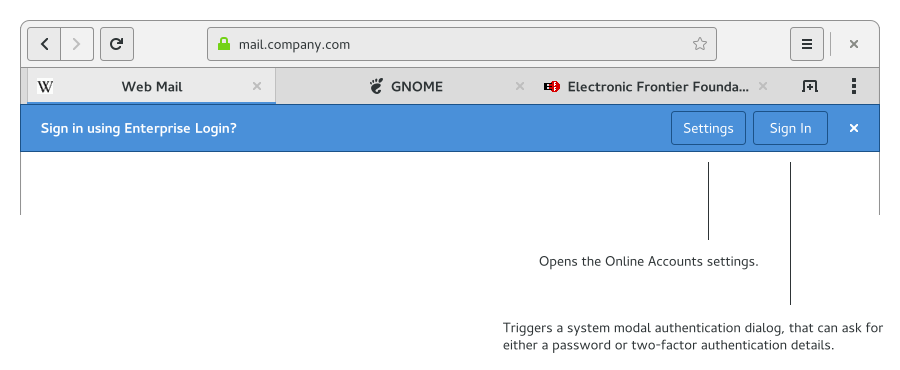 mail.company.com
W Web Mail GNOME Electronic Frontier Founda...
Sign in using Enterprise Login? Settings Sign In
Opens the Online Accounts settings.
Triggers a system modal authentication dialog, that can ask for
either a password or two-factor authentication details.